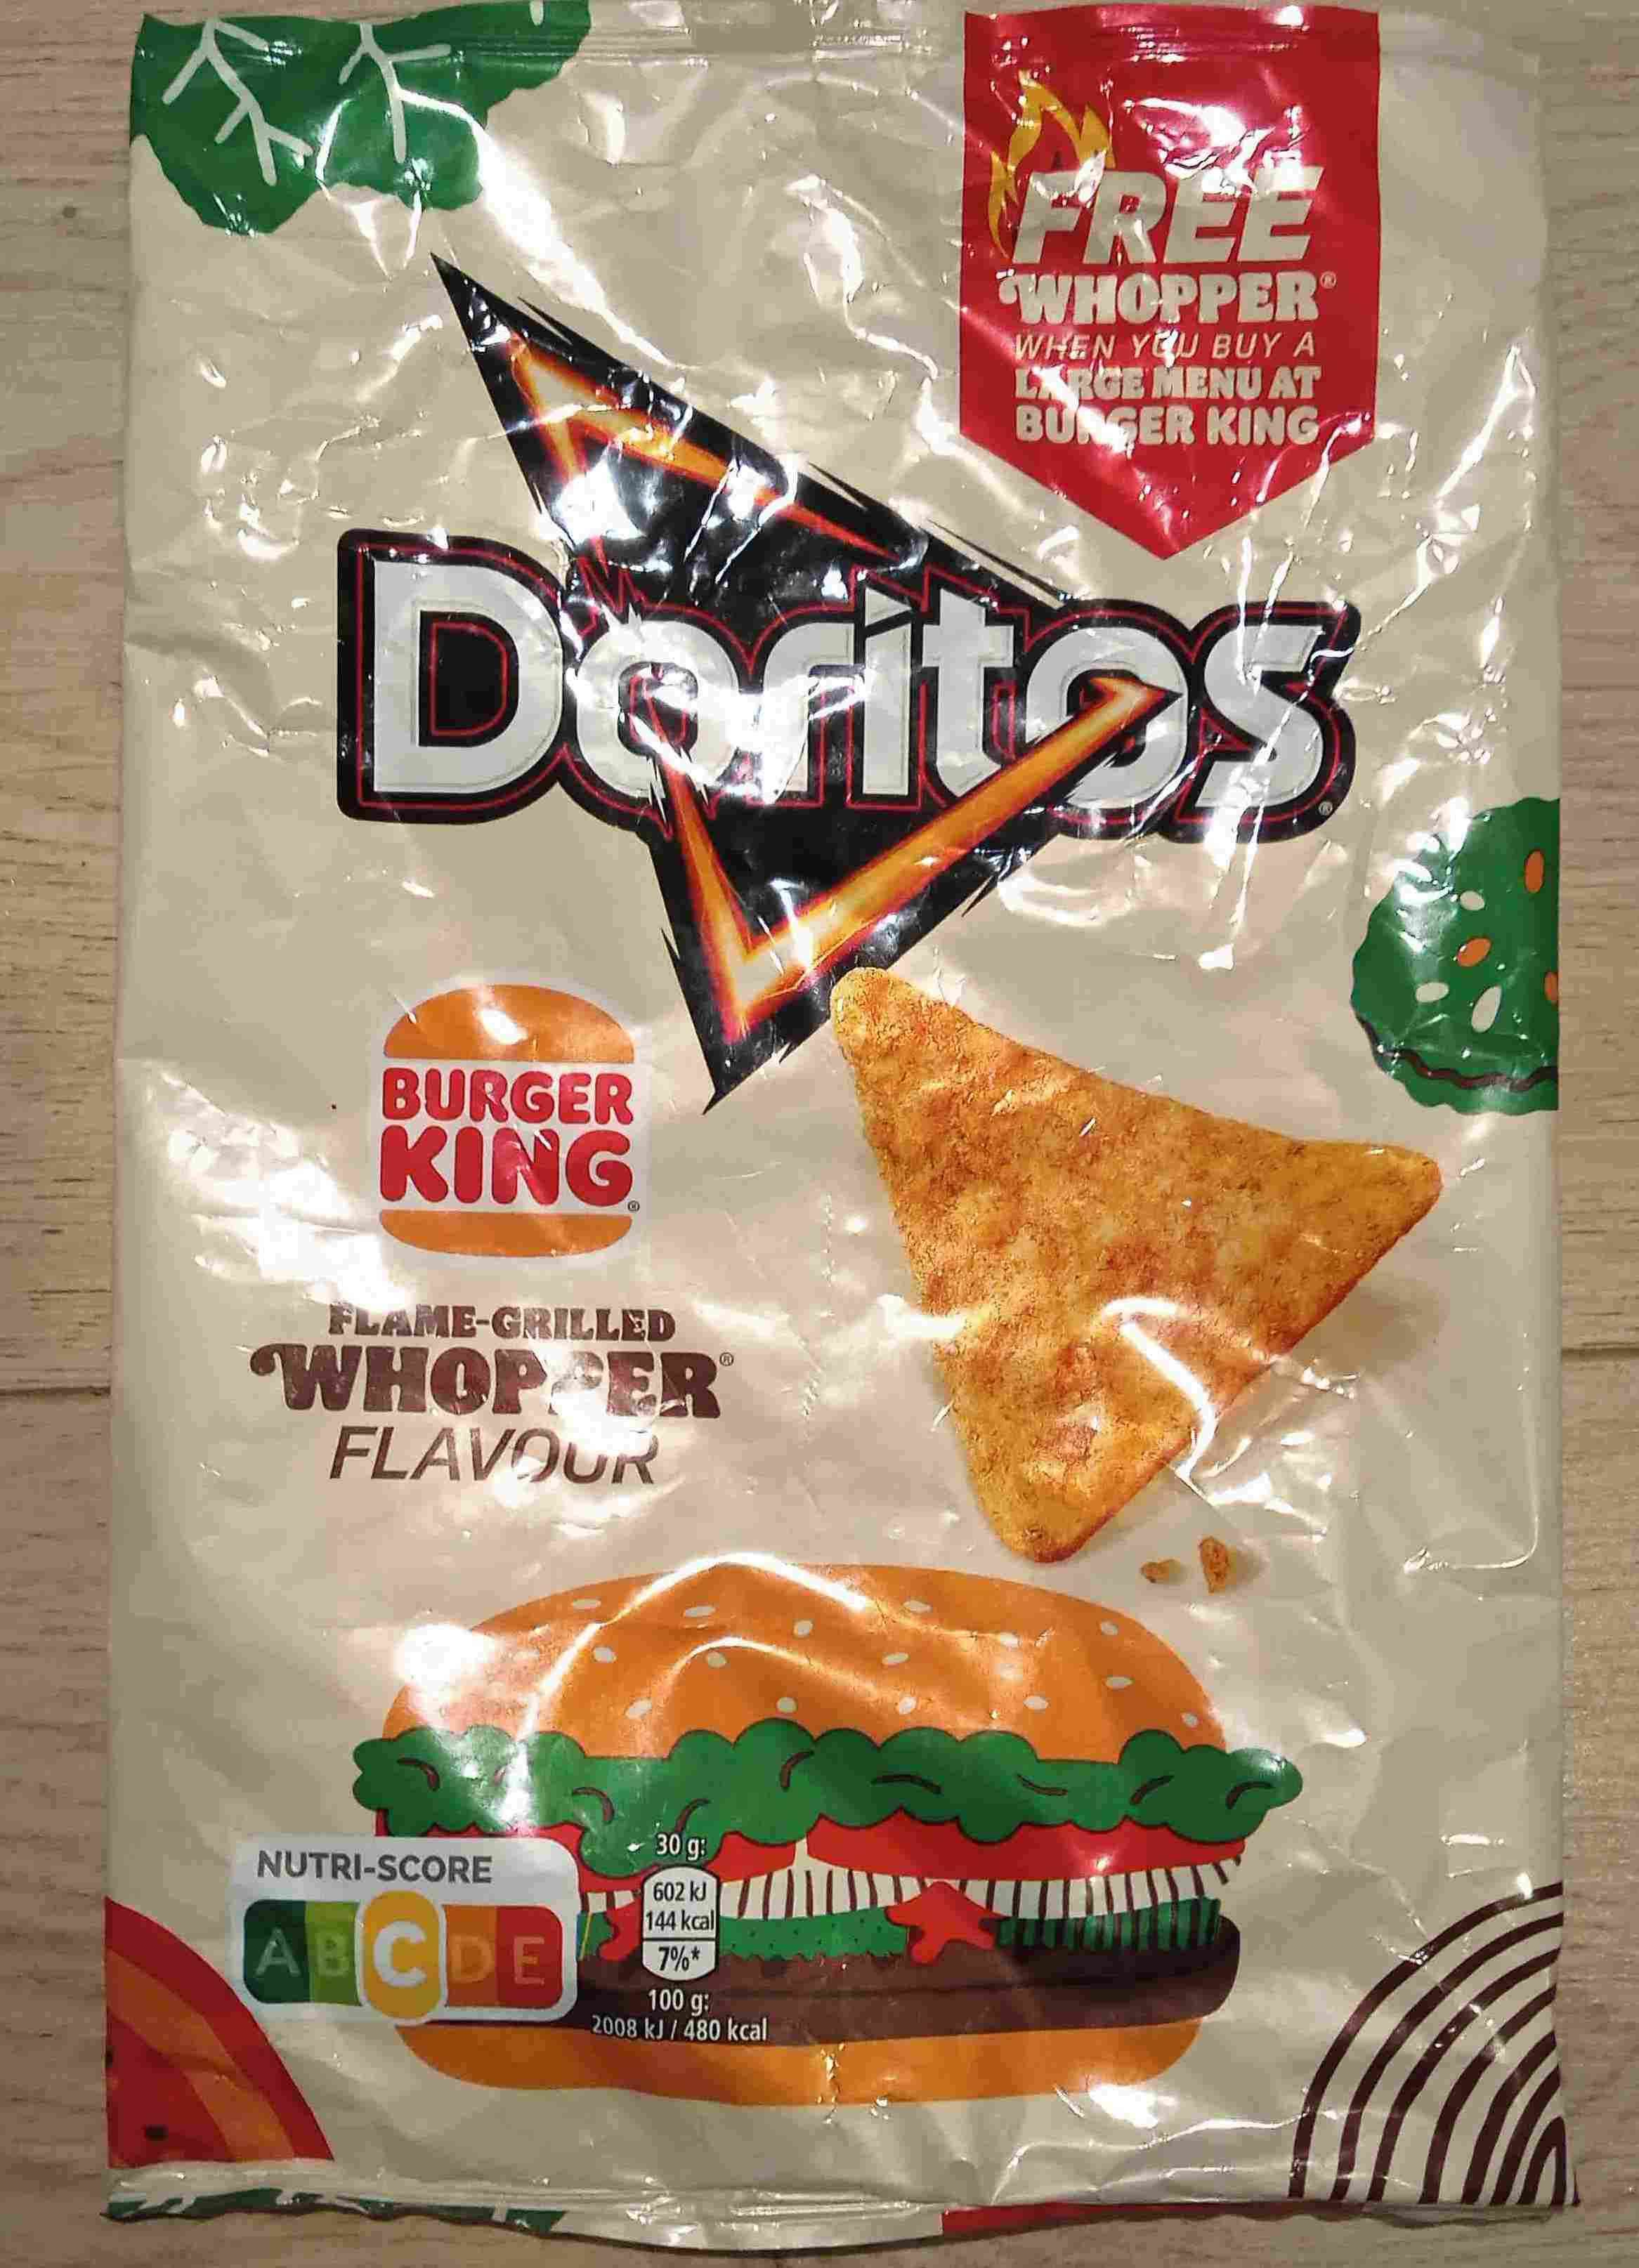 FREE
WHOPPER®
WHEN YOU BUY A
LARGE MENU AT
BURGER KING
Doritos®
BURGER
KING®
FLAME-GRILLED
WHOPPER®
FLAVOUR
NUTRI-SCORE
A B C D E
30 g:
602 kJ
144 kcal
7%*
100 g:
2008 kJ / 480 kcal